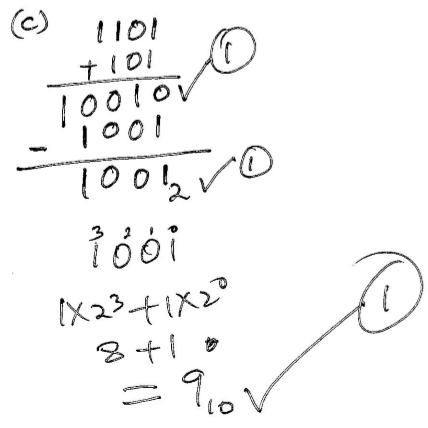 (c) 1101
+ 101
10010 ✓ 1
- 1001
1001₂ ✓ 1
3 2 1 0
1001
1×2³ + 1×2⁰
8 + 1
= 9₁₀ ✓ 1